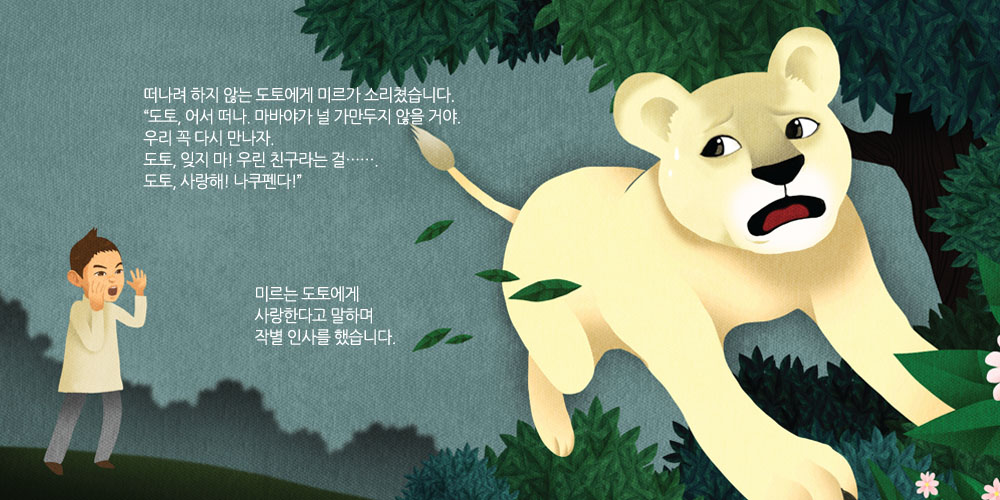 떠나려 하지 않는 도토에게 미르가 소리쳤습니다.
“도토, 어서 떠나. 마바야가 널 가만두지 않을 거야.
우리 꼭 다시 만나자.
도토, 잊지 마! 우린 친구라는 걸…….
도토, 사랑해! 나쿠펜다!”
미르는 도토에게
사랑한다고 말하며
작별 인사를 했습니다.